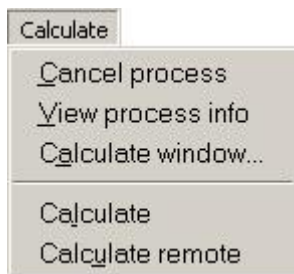 Calculate
Cancel process
View process info
Calculate window...
Calculate
Calculate remote